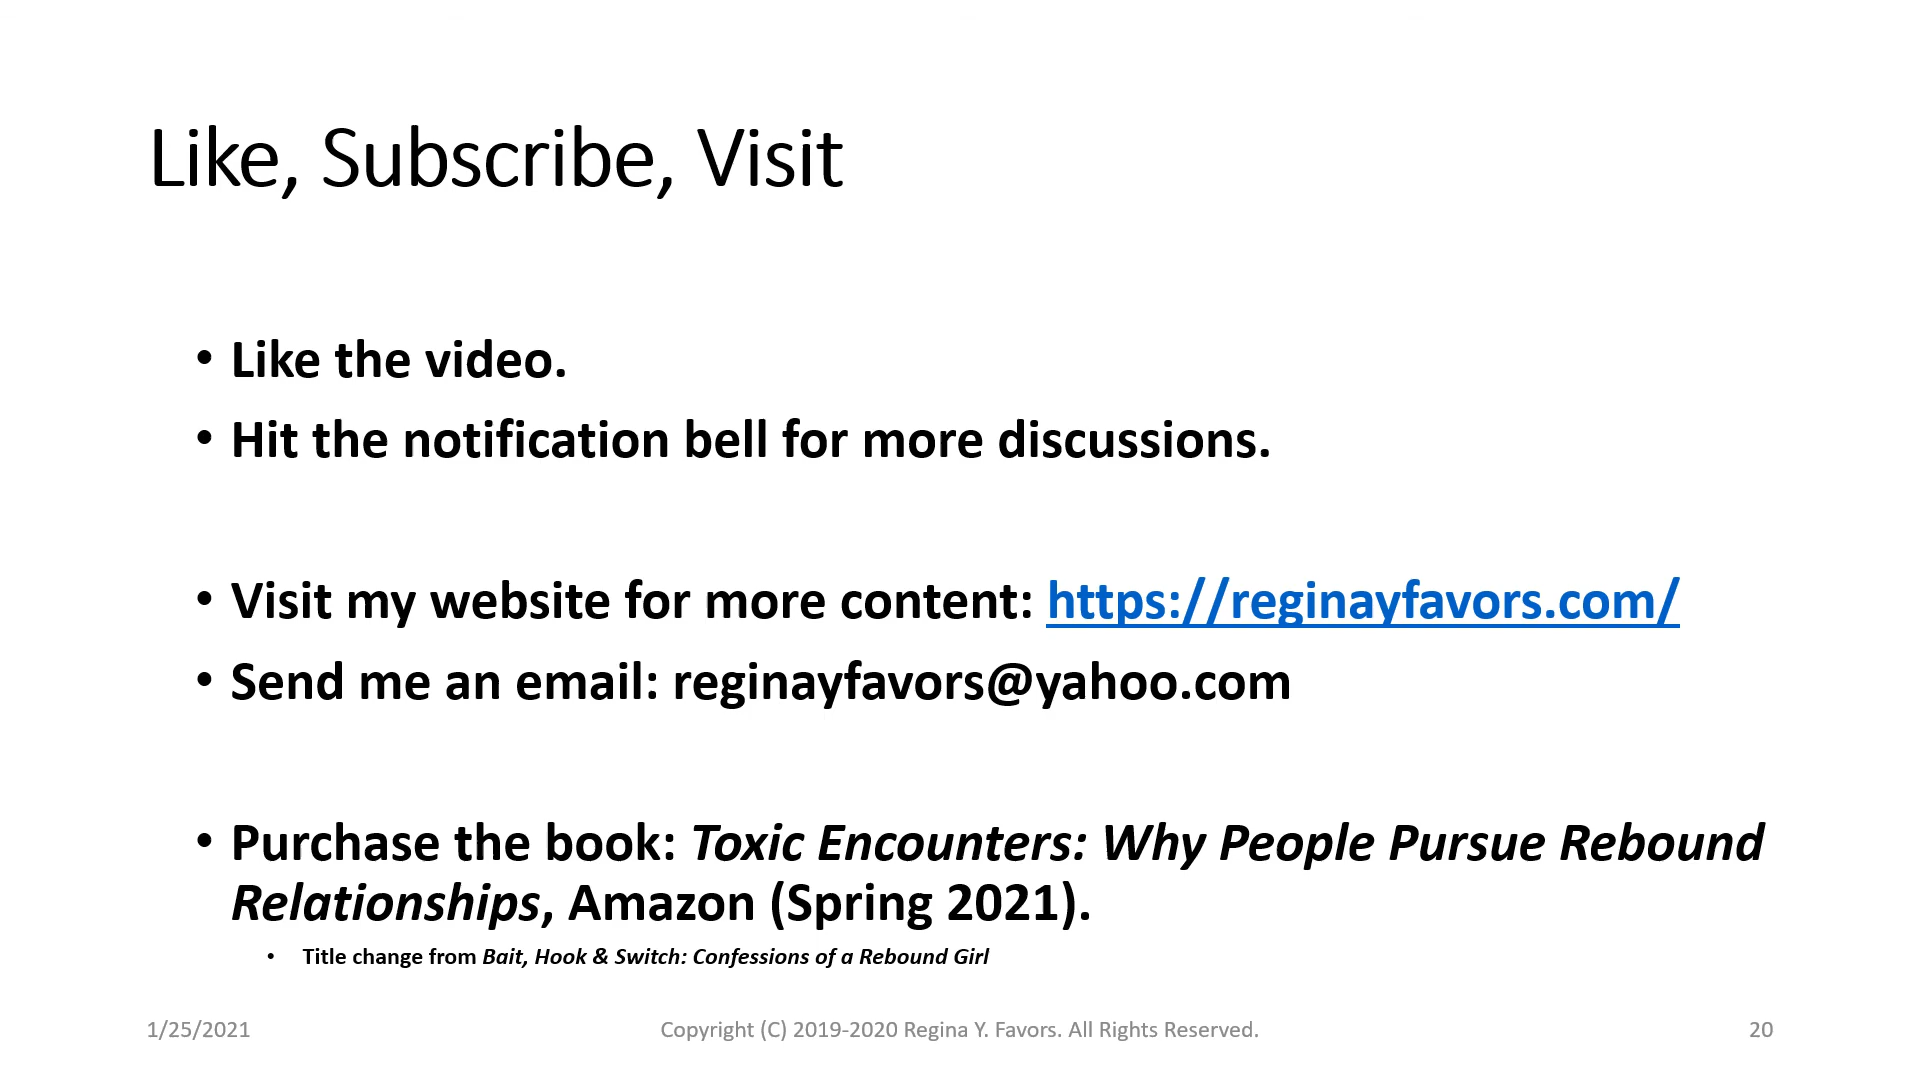 Like, Subscribe, Visit
• Like the video.
• Hit the notification bell for more discussions.
• Visit my website for more content: https://reginayfavors.com/
• Send me an email: reginayfavors@yahoo.com
• Purchase the book: Toxic Encounters: Why People Pursue Rebound
Relationships, Amazon (Spring 2021).
• Title change from Bait, Hook & Switch: Confessions of a Rebound Girl
1/25/2021
Copyright (C) 2019-2020 Regina Y. Favors. All Rights Reserved.
20